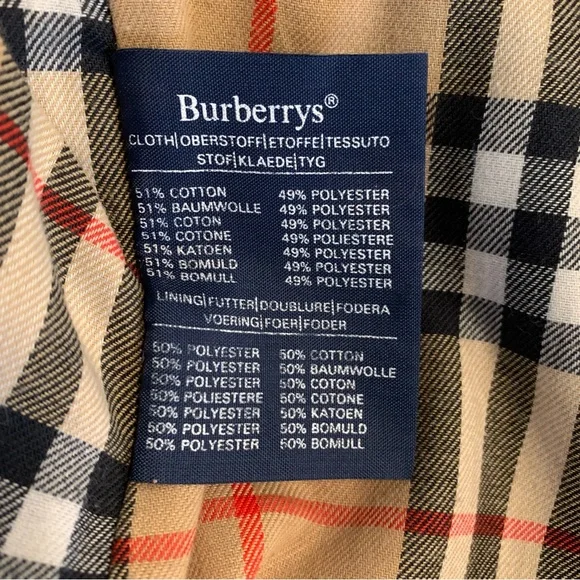 Burberrys®
CLOTH|OBERSTOFF|ETOFFE|TESSUTO
STOF|KLAEDE|TYG
51% COTTON 49% POLYESTER
51% BAUMWOLLE 49% POLYESTER
51% COTON 49% POLYESTER
51% COTONE 49% POLIESTERE
51% KATOEN 49% POLYESTER
51% BOMULD 49% POLYESTER
51% BOMULL 49% POLYESTER
LINING|FUTTER|DOUBLURE|FODERA
VOERING|FOER|FODER
50% POLYESTER 50% COTTON
50% POLYESTER 50% BAUMWOLLE
50% POLYESTER 50% COTON
50% POLIESTERE 50% COTONE
50% POLYESTER 50% KATOEN
50% POLYESTER 50% BOMULD
50% POLYESTER 50% BOMULL